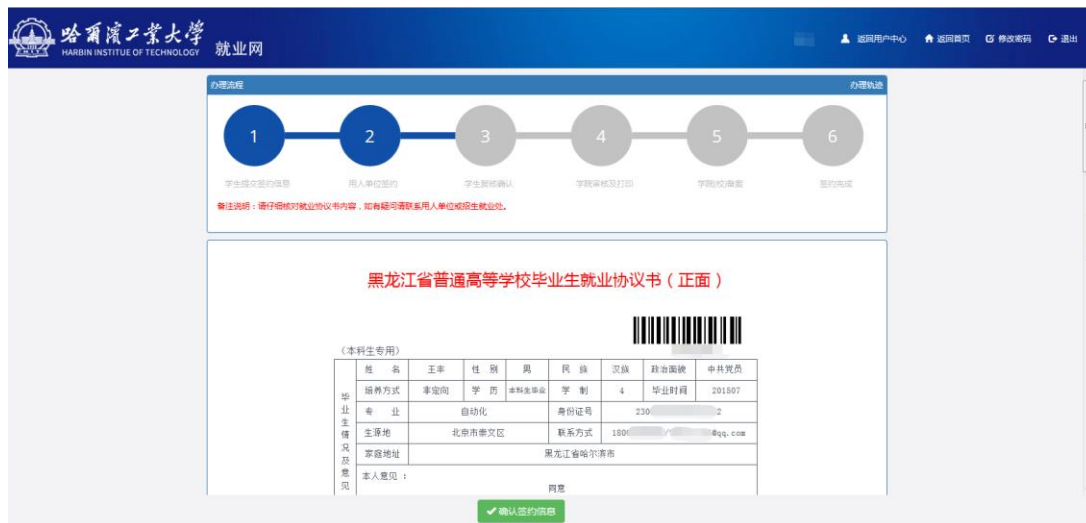 哈爾濱工業大學
HARBIN INSTITUTE OF TECHNOLOGY
就业网
返回用户中心 返回首页 修改密码 退出
办理流程 办理轨迹
1 2 3 4 5 6
学生提交签约信息 用人单位签约 学生复核确认 学院审核及打印 学院(校)备案 签约完成
备注说明：请仔细核对就业协议书内容，如有疑问请联系用人单位或招生就业处。
黑龙江省普通高等学校毕业生就业协议书（正面）
（本科生专用）
毕业生情况及意见
姓 名 王丰 性 别 男 民 族 汉族 政治面貌 中共党员
培养方式 非定向 学 历 本科生毕业 学 制 4 毕业时间 201507
专 业 自动化 身份证号 230 2
生源地 北京市崇文区 联系方式 180 / @qq.com
家庭地址 黑龙江省哈尔滨市
本人意见：
同意
确认签约信息